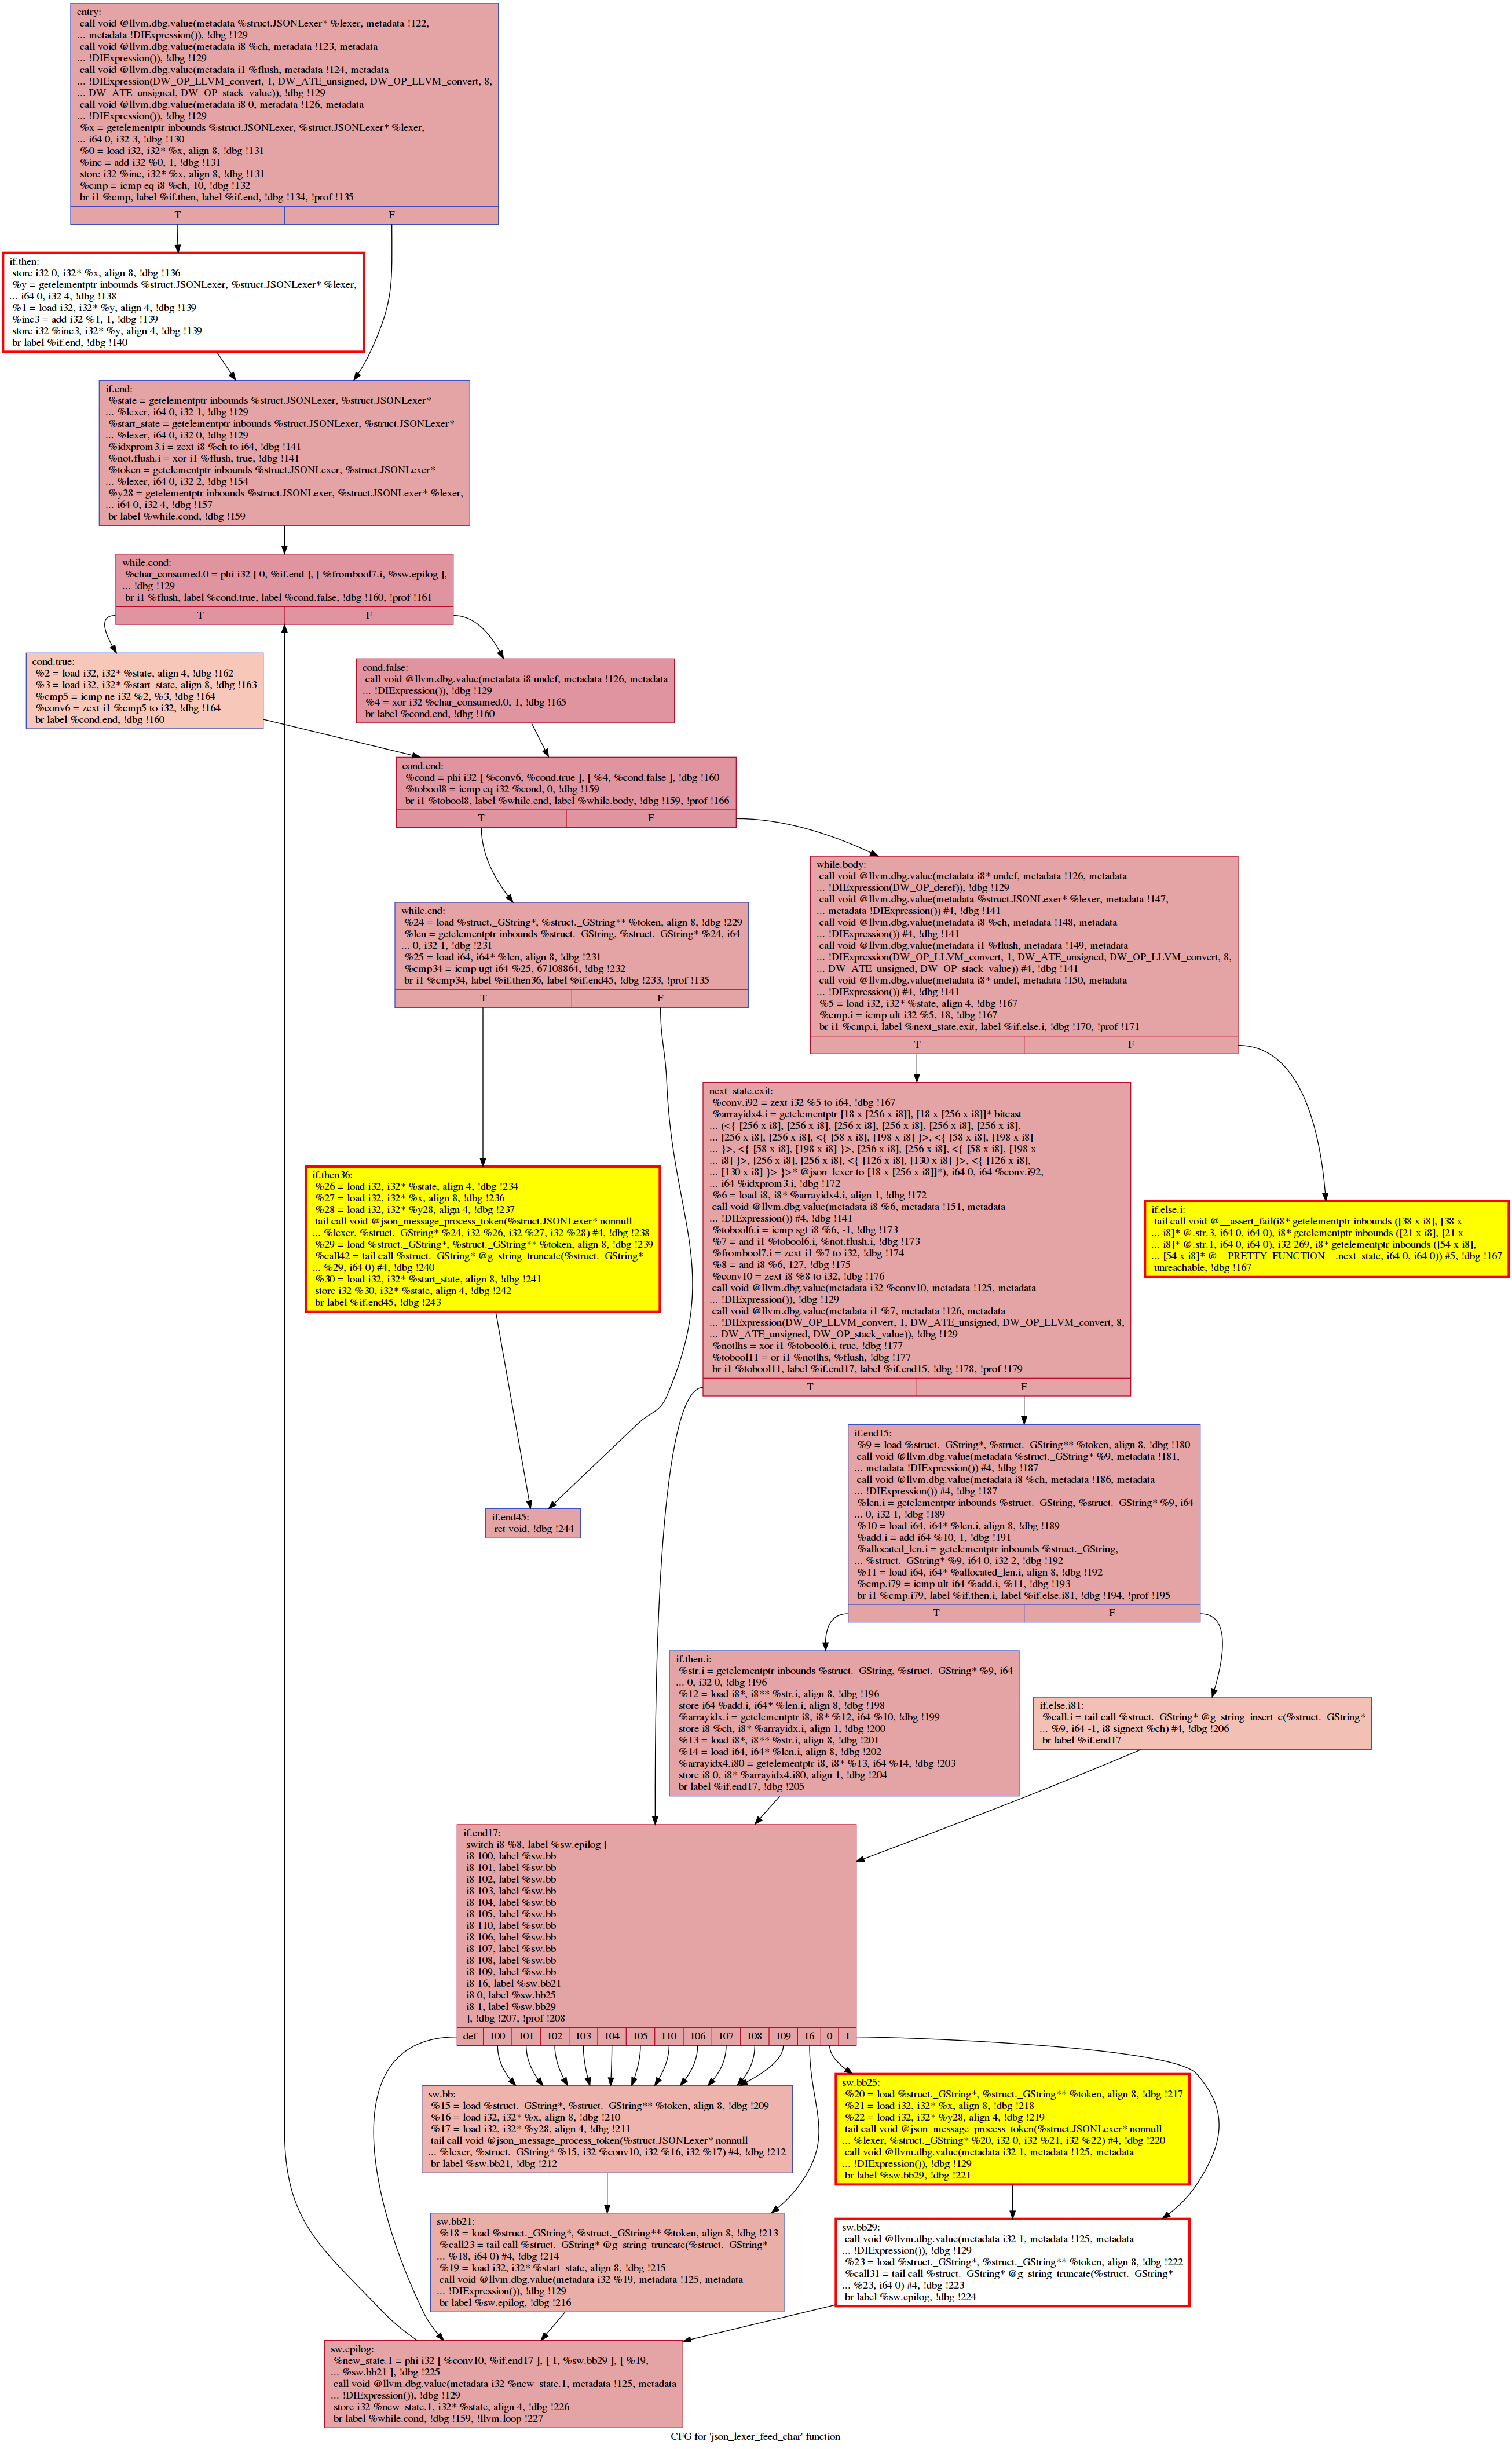 entry:
call void @llvm.dbg.value(metadata %struct.JSONLexer* %lexer, metadata !122,
... metadata !DIExpression()), !dbg !129
call void @llvm.dbg.value(metadata i8 %ch, metadata !123, metadata
... !DIExpression()), !dbg !129
call void @llvm.dbg.value(metadata i1 %flush, metadata !124, metadata
... !DIExpression(DW_OP_LLVM_convert, 1, DW_ATE_unsigned, DW_OP_LLVM_convert, 8,
... DW_ATE_unsigned, DW_OP_stack_value)), !dbg !129
call void @llvm.dbg.value(metadata i8 0, metadata !126, metadata
... !DIExpression()), !dbg !129
%x = getelementptr inbounds %struct.JSONLexer, %struct.JSONLexer* %lexer,
... i64 0, i32 3, !dbg !130
%0 = load i32, i32* %x, align 8, !dbg !131
%inc = add i32 %0, 1, !dbg !131
store i32 %inc, i32* %x, align 8, !dbg !131
%cmp = icmp eq i8 %ch, 10, !dbg !132
br i1 %cmp, label %if.then, label %if.end, !dbg !134, !prof !135
T F
if.then:
store i32 0, i32* %x, align 8, !dbg !136
%y = getelementptr inbounds %struct.JSONLexer, %struct.JSONLexer* %lexer,
... i64 0, i32 4, !dbg !138
%1 = load i32, i32* %y, align 4, !dbg !139
%inc3 = add i32 %1, 1, !dbg !139
store i32 %inc3, i32* %y, align 4, !dbg !139
br label %if.end, !dbg !140
if.end:
%state = getelementptr inbounds %struct.JSONLexer, %struct.JSONLexer*
... %lexer, i64 0, i32 1, !dbg !129
%start_state = getelementptr inbounds %struct.JSONLexer, %struct.JSONLexer*
... %lexer, i64 0, i32 0, !dbg !129
%idxprom3.i = zext i8 %ch to i64, !dbg !141
%not.flush.i = xor i1 %flush, true, !dbg !141
%token = getelementptr inbounds %struct.JSONLexer, %struct.JSONLexer*
... %lexer, i64 0, i32 2, !dbg !154
%y28 = getelementptr inbounds %struct.JSONLexer, %struct.JSONLexer* %lexer,
... i64 0, i32 4, !dbg !157
br label %while.cond, !dbg !159
while.cond:
%char_consumed.0 = phi i32 [ 0, %if.end ], [ %frombool7.i, %sw.epilog ],
... !dbg !129
br i1 %flush, label %cond.true, label %cond.false, !dbg !160, !prof !161
T F
cond.true:
%2 = load i32, i32* %state, align 4, !dbg !162
%3 = load i32, i32* %start_state, align 8, !dbg !163
%cmp5 = icmp ne i32 %2, %3, !dbg !164
%conv6 = zext i1 %cmp5 to i32, !dbg !164
br label %cond.end, !dbg !160
cond.false:
call void @llvm.dbg.value(metadata i8 undef, metadata !126, metadata
... !DIExpression()), !dbg !129
%4 = xor i32 %char_consumed.0, 1, !dbg !165
br label %cond.end, !dbg !160
cond.end:
%cond = phi i32 [ %conv6, %cond.true ], [ %4, %cond.false ], !dbg !160
%tobool8 = icmp eq i32 %cond, 0, !dbg !159
br i1 %tobool8, label %while.end, label %while.body, !dbg !159, !prof !166
T F
while.body:
call void @llvm.dbg.value(metadata i8* undef, metadata !126, metadata
... !DIExpression(DW_OP_deref)), !dbg !129
call void @llvm.dbg.value(metadata %struct.JSONLexer* %lexer, metadata !147,
... metadata !DIExpression()) #4, !dbg !141
call void @llvm.dbg.value(metadata i8 %ch, metadata !148, metadata
... !DIExpression()) #4, !dbg !141
call void @llvm.dbg.value(metadata i1 %flush, metadata !149, metadata
... !DIExpression(DW_OP_LLVM_convert, 1, DW_ATE_unsigned, DW_OP_LLVM_convert, 8,
... DW_ATE_unsigned, DW_OP_stack_value)) #4, !dbg !141
call void @llvm.dbg.value(metadata i8* undef, metadata !150, metadata
... !DIExpression()) #4, !dbg !141
%5 = load i32, i32* %state, align 4, !dbg !167
%cmp.i = icmp ult i32 %5, 18, !dbg !167
br i1 %cmp.i, label %next_state.exit, label %if.else.i, !dbg !170, !prof !171
T F
while.end:
%24 = load %struct._GString*, %struct._GString** %token, align 8, !dbg !229
%len = getelementptr inbounds %struct._GString, %struct._GString* %24, i64
... 0, i32 1, !dbg !231
%25 = load i64, i64* %len, align 8, !dbg !231
%cmp34 = icmp ugt i64 %25, 67108864, !dbg !232
br i1 %cmp34, label %if.then36, label %if.end45, !dbg !233, !prof !135
T F
next_state.exit:
%conv.i92 = zext i32 %5 to i64, !dbg !167
%arrayidx4.i = getelementptr [18 x [256 x i8]], [18 x [256 x i8]]* bitcast
... (<{ [256 x i8], [256 x i8], [256 x i8], [256 x i8], [256 x i8], [256 x i8],
... [256 x i8], [256 x i8], <{ [58 x i8], [198 x i8] }>, <{ [58 x i8], [198 x i8]
... }>, <{ [58 x i8], [198 x i8] }>, [256 x i8], [256 x i8], <{ [58 x i8], [198 x
... i8] }>, [256 x i8], [256 x i8], <{ [126 x i8], [130 x i8] }>, <{ [126 x i8],
... [130 x i8] }> }>* @json_lexer to [18 x [256 x i8]]*), i64 0, i64 %conv.i92,
... i64 %idxprom3.i, !dbg !172
%6 = load i8, i8* %arrayidx4.i, align 1, !dbg !172
call void @llvm.dbg.value(metadata i8 %6, metadata !151, metadata
... !DIExpression()) #4, !dbg !141
%tobool6.i = icmp sgt i8 %6, -1, !dbg !173
%7 = and i1 %tobool6.i, %not.flush.i, !dbg !173
%frombool7.i = zext i1 %7 to i32, !dbg !174
%8 = and i8 %6, 127, !dbg !175
%conv10 = zext i8 %8 to i32, !dbg !176
call void @llvm.dbg.value(metadata i32 %conv10, metadata !125, metadata
... !DIExpression()), !dbg !129
call void @llvm.dbg.value(metadata i1 %7, metadata !126, metadata
... !DIExpression(DW_OP_LLVM_convert, 1, DW_ATE_unsigned, DW_OP_LLVM_convert, 8,
... DW_ATE_unsigned, DW_OP_stack_value)), !dbg !129
%notlhs = xor i1 %tobool6.i, true, !dbg !177
%tobool11 = or i1 %notlhs, %flush, !dbg !177
br i1 %tobool11, label %if.end17, label %if.end15, !dbg !178, !prof !179
T F
if.then36:
%26 = load i32, i32* %state, align 4, !dbg !234
%27 = load i32, i32* %x, align 8, !dbg !236
%28 = load i32, i32* %y28, align 4, !dbg !237
tail call void @json_message_process_token(%struct.JSONLexer* nonnull
... %lexer, %struct._GString* %24, i32 %26, i32 %27, i32 %28) #4, !dbg !238
%29 = load %struct._GString*, %struct._GString** %token, align 8, !dbg !239
%call42 = tail call %struct._GString* @g_string_truncate(%struct._GString*
... %29, i64 0) #4, !dbg !240
%30 = load i32, i32* %start_state, align 8, !dbg !241
store i32 %30, i32* %state, align 4, !dbg !242
br label %if.end45, !dbg !243
if.else.i:
tail call void @__assert_fail(i8* getelementptr inbounds ([38 x i8], [38 x
... i8]* @.str.3, i64 0, i64 0), i8* getelementptr inbounds ([21 x i8], [21 x
... i8]* @.str.1, i64 0, i64 0), i32 269, i8* getelementptr inbounds ([54 x i8],
... [54 x i8]* @__PRETTY_FUNCTION__.next_state, i64 0, i64 0)) #5, !dbg !167
unreachable, !dbg !167
if.end15:
%9 = load %struct._GString*, %struct._GString** %token, align 8, !dbg !180
call void @llvm.dbg.value(metadata %struct._GString* %9, metadata !181,
... metadata !DIExpression()) #4, !dbg !187
call void @llvm.dbg.value(metadata i8 %ch, metadata !186, metadata
... !DIExpression()) #4, !dbg !187
%len.i = getelementptr inbounds %struct._GString, %struct._GString* %9, i64
... 0, i32 1, !dbg !189
%10 = load i64, i64* %len.i, align 8, !dbg !189
%add.i = add i64 %10, 1, !dbg !191
%allocated_len.i = getelementptr inbounds %struct._GString,
... %struct._GString* %9, i64 0, i32 2, !dbg !192
%11 = load i64, i64* %allocated_len.i, align 8, !dbg !192
%cmp.i79 = icmp ult i64 %add.i, %11, !dbg !193
br i1 %cmp.i79, label %if.then.i, label %if.else.i81, !dbg !194, !prof !195
T F
if.end45:
ret void, !dbg !244
if.then.i:
%str.i = getelementptr inbounds %struct._GString, %struct._GString* %9, i64
... 0, i32 0, !dbg !196
%12 = load i8*, i8** %str.i, align 8, !dbg !196
store i64 %add.i, i64* %len.i, align 8, !dbg !198
%arrayidx.i = getelementptr i8, i8* %12, i64 %10, !dbg !199
store i8 %ch, i8* %arrayidx.i, align 1, !dbg !200
%13 = load i8*, i8** %str.i, align 8, !dbg !201
%14 = load i64, i64* %len.i, align 8, !dbg !202
%arrayidx4.i80 = getelementptr i8, i8* %13, i64 %14, !dbg !203
store i8 0, i8* %arrayidx4.i80, align 1, !dbg !204
br label %if.end17, !dbg !205
if.else.i81:
%call.i = tail call %struct._GString* @g_string_insert_c(%struct._GString*
... %9, i64 -1, i8 signext %ch) #4, !dbg !206
br label %if.end17
if.end17:
switch i8 %8, label %sw.epilog [
i8 100, label %sw.bb
i8 101, label %sw.bb
i8 102, label %sw.bb
i8 103, label %sw.bb
i8 104, label %sw.bb
i8 105, label %sw.bb
i8 110, label %sw.bb
i8 106, label %sw.bb
i8 107, label %sw.bb
i8 108, label %sw.bb
i8 109, label %sw.bb
i8 16, label %sw.bb21
i8 0, label %sw.bb25
i8 1, label %sw.bb29
], !dbg !207, !prof !208
def 100 101 102 103 104 105 110 106 107 108 109 16 0 1
sw.bb:
%15 = load %struct._GString*, %struct._GString** %token, align 8, !dbg !209
%16 = load i32, i32* %x, align 8, !dbg !210
%17 = load i32, i32* %y28, align 4, !dbg !211
tail call void @json_message_process_token(%struct.JSONLexer* nonnull
... %lexer, %struct._GString* %15, i32 %conv10, i32 %16, i32 %17) #4, !dbg !212
br label %sw.bb21, !dbg !212
sw.bb25:
%20 = load %struct._GString*, %struct._GString** %token, align 8, !dbg !217
%21 = load i32, i32* %x, align 8, !dbg !218
%22 = load i32, i32* %y28, align 4, !dbg !219
tail call void @json_message_process_token(%struct.JSONLexer* nonnull
... %lexer, %struct._GString* %20, i32 0, i32 %21, i32 %22) #4, !dbg !220
call void @llvm.dbg.value(metadata i32 1, metadata !125, metadata
... !DIExpression()), !dbg !129
br label %sw.bb29, !dbg !221
sw.bb21:
%18 = load %struct._GString*, %struct._GString** %token, align 8, !dbg !213
%call23 = tail call %struct._GString* @g_string_truncate(%struct._GString*
... %18, i64 0) #4, !dbg !214
%19 = load i32, i32* %start_state, align 8, !dbg !215
call void @llvm.dbg.value(metadata i32 %19, metadata !125, metadata
... !DIExpression()), !dbg !129
br label %sw.epilog, !dbg !216
sw.bb29:
call void @llvm.dbg.value(metadata i32 1, metadata !125, metadata
... !DIExpression()), !dbg !129
%23 = load %struct._GString*, %struct._GString** %token, align 8, !dbg !222
%call31 = tail call %struct._GString* @g_string_truncate(%struct._GString*
... %23, i64 0) #4, !dbg !223
br label %sw.epilog, !dbg !224
sw.epilog:
%new_state.1 = phi i32 [ %conv10, %if.end17 ], [ 1, %sw.bb29 ], [ %19,
... %sw.bb21 ], !dbg !225
call void @llvm.dbg.value(metadata i32 %new_state.1, metadata !125, metadata
... !DIExpression()), !dbg !129
store i32 %new_state.1, i32* %state, align 4, !dbg !226
br label %while.cond, !dbg !159, !llvm.loop !227
CFG for 'json_lexer_feed_char' function